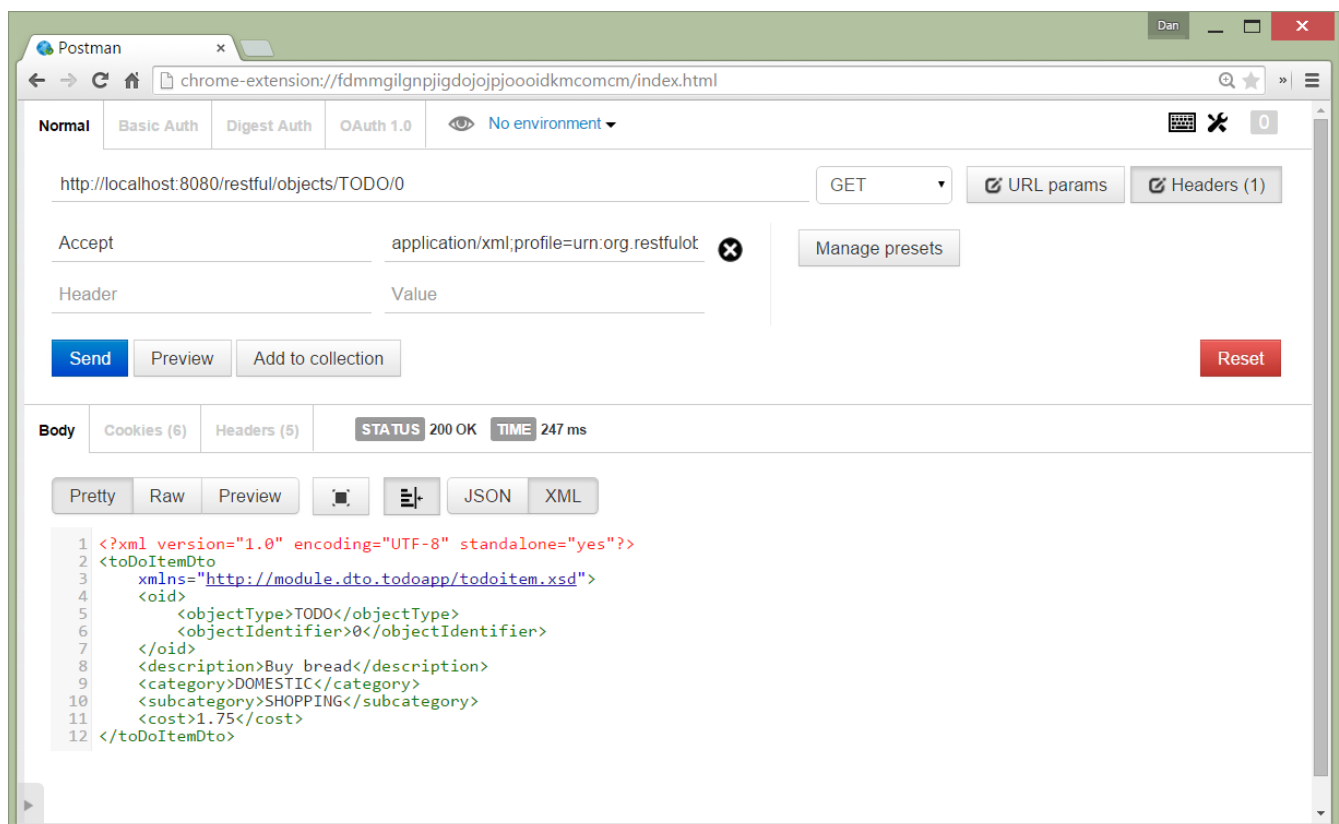 Dan
Postman
chrome-extension://fdmmgilgnpjigdojojpjoooidkmcomcm/index.html
Normal Basic Auth Digest Auth OAuth 1.0 No environment 0
http://localhost:8080/restful/objects/TODO/0 GET URL params Headers (1)
Accept application/xml;profile=urn:org.restfulob Manage presets
Header Value
Send Preview Add to collection Reset
Body Cookies (6) Headers (5) STATUS 200 OK TIME 247 ms
Pretty Raw Preview JSON XML
1 <?xml version="1.0" encoding="UTF-8" standalone="yes"?>
2 <toDoItemDto
3 xmlns="http://module.dto.todoapp/todoitem.xsd">
4 <oid>
5 <objectType>TODO</objectType>
6 <objectIdentifier>0</objectIdentifier>
7 </oid>
8 <description>Buy bread</description>
9 <category>DOMESTIC</category>
10 <subcategory>SHOPPING</subcategory>
11 <cost>1.75</cost>
12 </toDoItemDto>